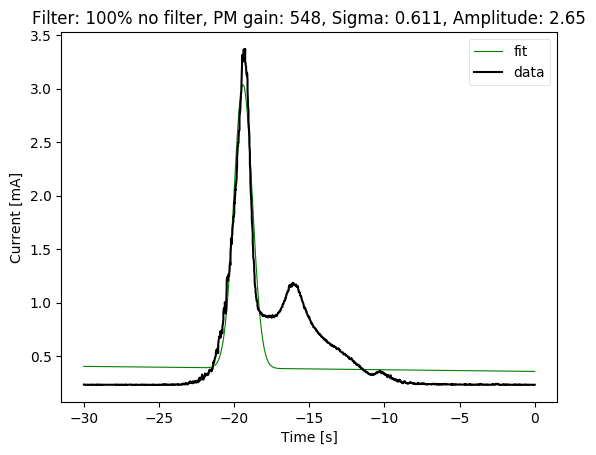 Filter: 100% no filter, PM gain: 548, Sigma: 0.611, Amplitude: 2.65
3.5
fit
data
3.0
2.5
2.0
1.5
1.0
0.5
Current [mA]
−30 −25 −20 −15 −10 −5 0
Time [s]